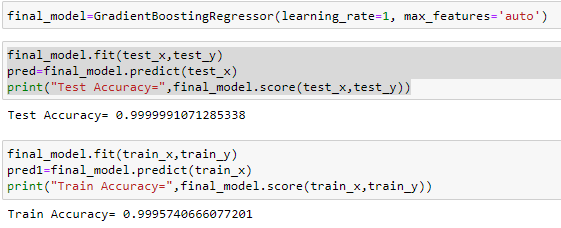 final_model=GradientBoostingRegressor(learning_rate=1, max_features='auto')
final_model.fit(test_x,test_y)
pred=final_model.predict(test_x)
print("Test Accuracy=",final_model.score(test_x,test_y))
Test Accuracy= 0.9999991071285338
final_model.fit(train_x,train_y)
pred1=final_model.predict(train_x)
print("Train Accuracy=",final_model.score(train_x,train_y))
Train Accuracy= 0.9995740666077201